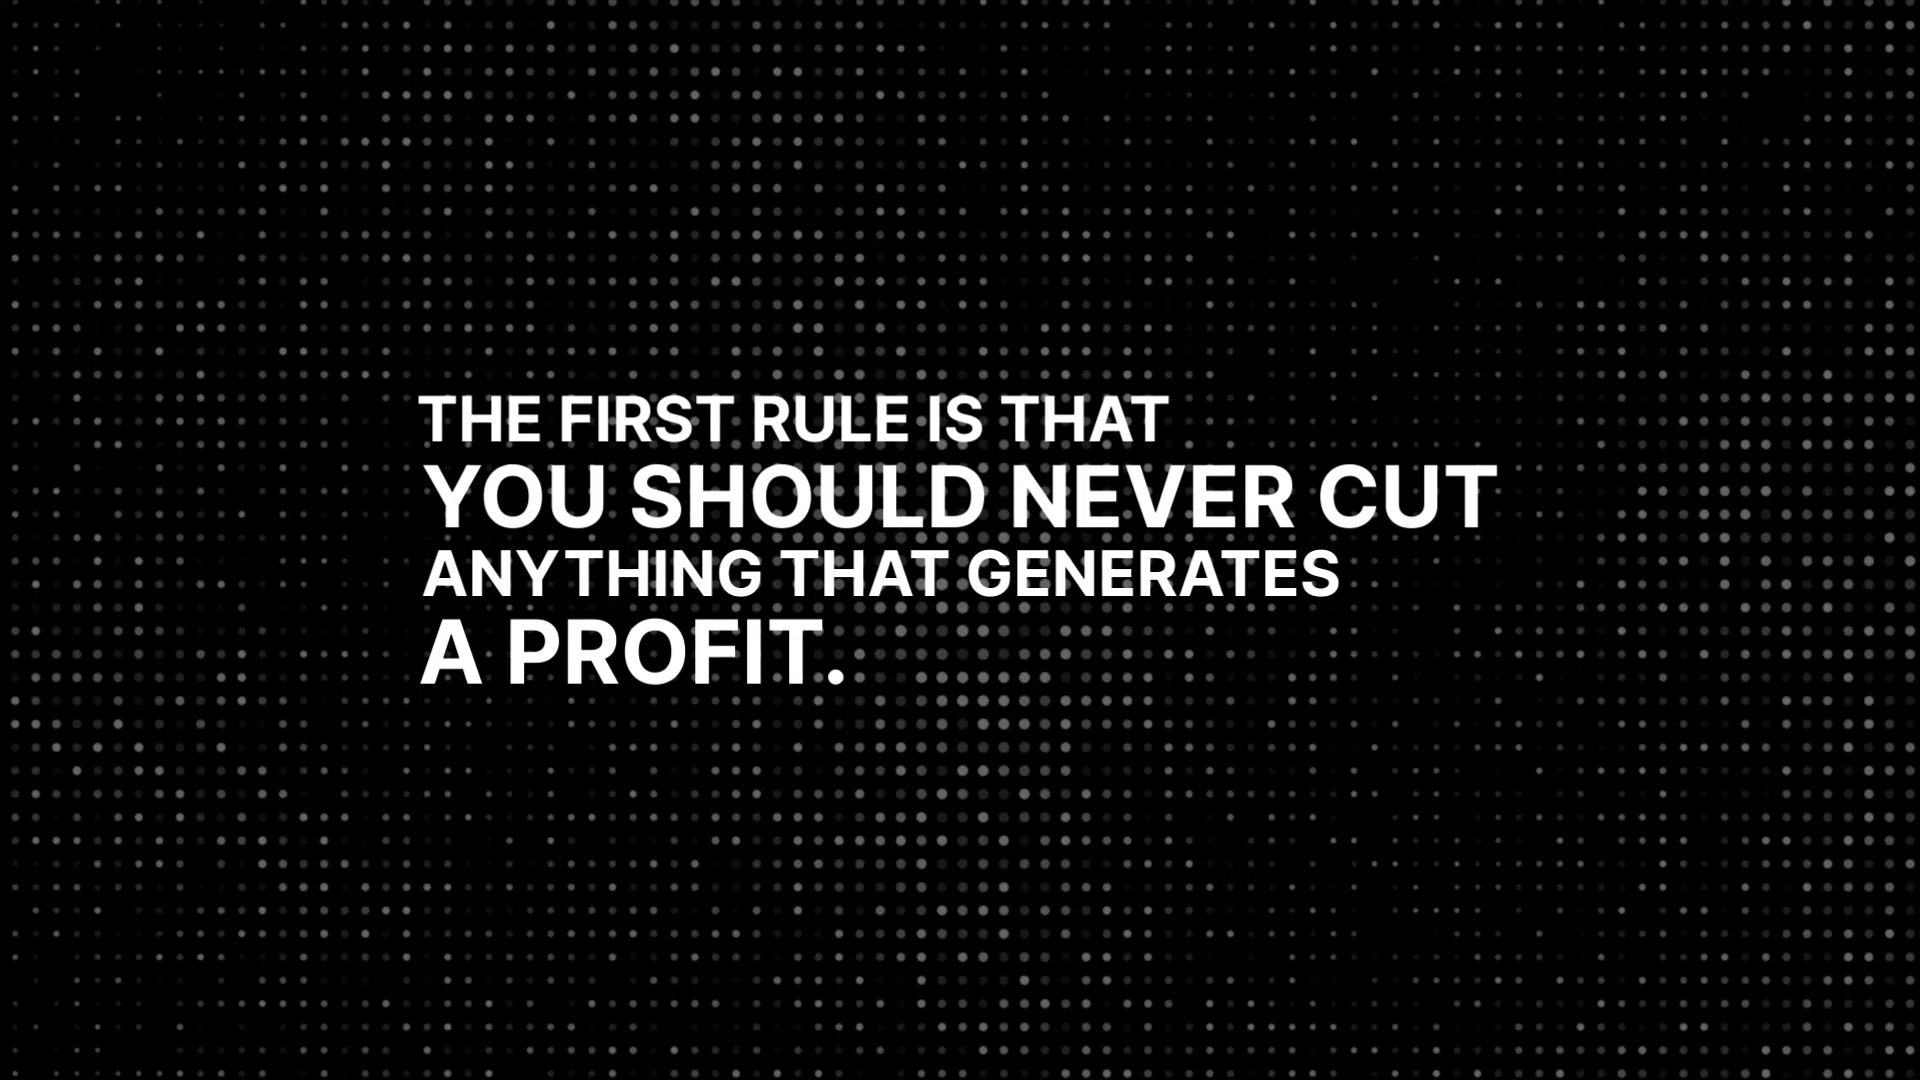 THE FIRST RULE IS THAT
YOU SHOULD NEVER CUT
ANYTHING THAT GENERATES
A PROFIT.